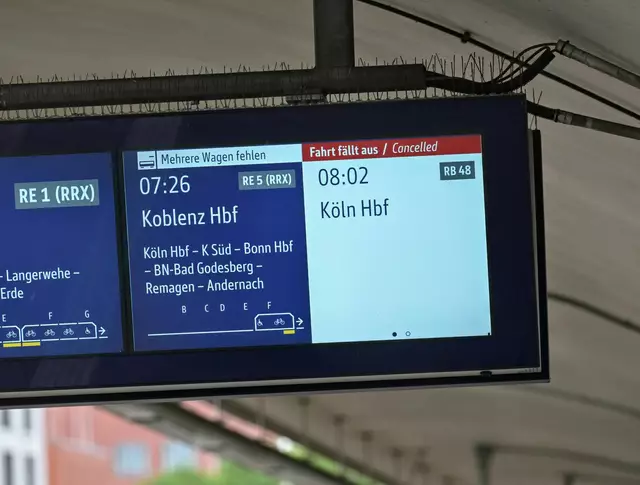 RE 1 (RRX)
– Langerwehe –
Erde
E F G
Mehrere Wagen fehlen
07:26 RE 5 (RRX)
Koblenz Hbf
Köln Hbf – K Süd – Bonn Hbf
– BN-Bad Godesberg –
Remagen – Andernach
B C D E F
Fahrt fällt aus / Cancelled
08:02 RB 48
Köln Hbf